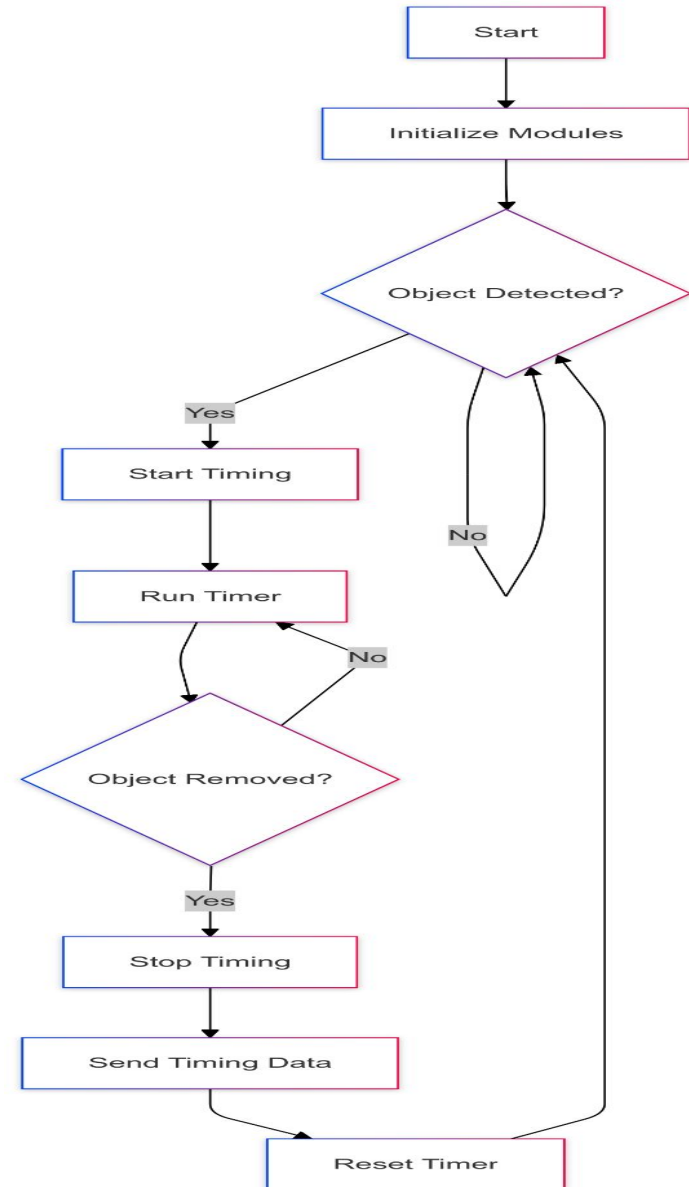 Start
Initialize Modules
Object Detected?
Yes
Start Timing
No
Run Timer
No
Object Removed?
Yes
Stop Timing
Send Timing Data
Reset Timer